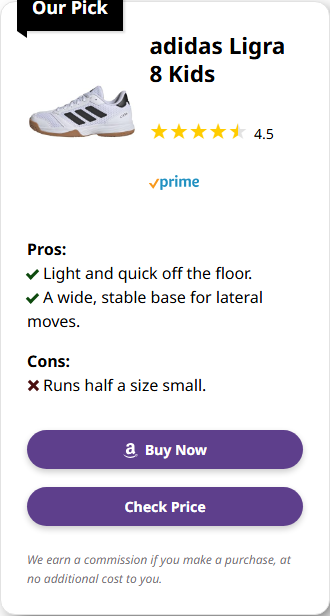 Our Pick
adidas Ligra
8 Kids
4.5
prime
Pros:
Light and quick off the floor.
A wide, stable base for lateral
moves.
Cons:
Runs half a size small.
Buy Now
Check Price
We earn a commission if you make a purchase, at
no additional cost to you.